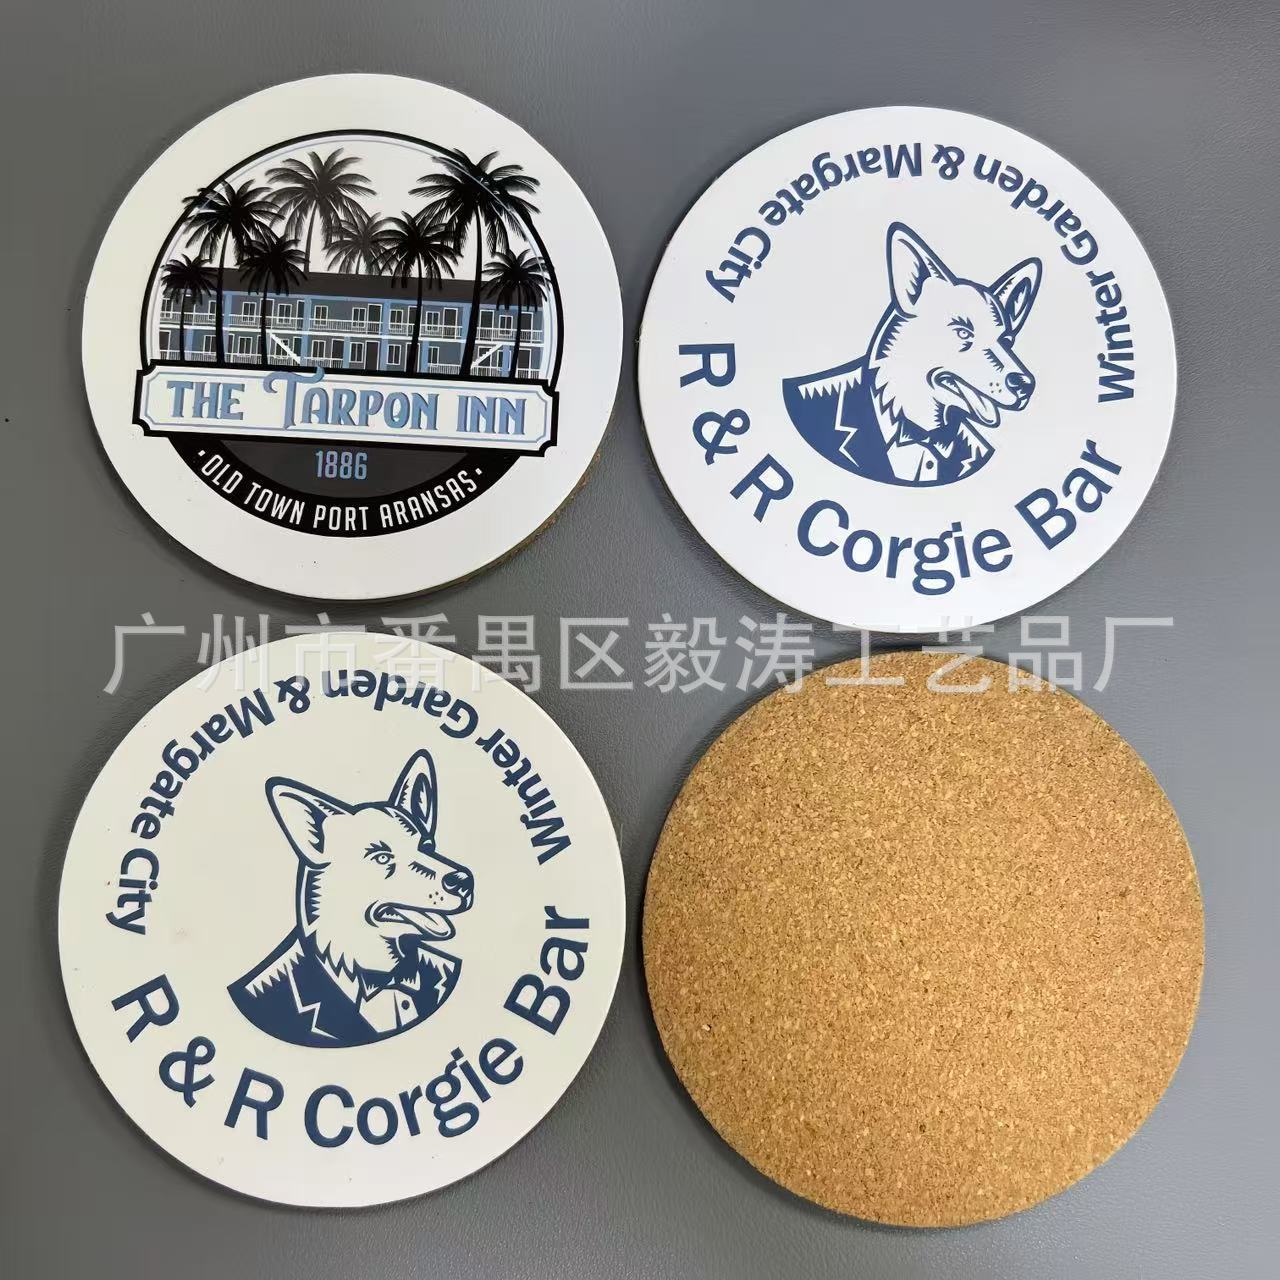 THE TARPON INN
1886
·OLD TOWN PORT ARANSAS·
Winter Garden & Margate City
R & R Corgie Bar
广州市番禺区毅涛工艺品厂
Winter Garden & Margate City
R & R Corgie Bar